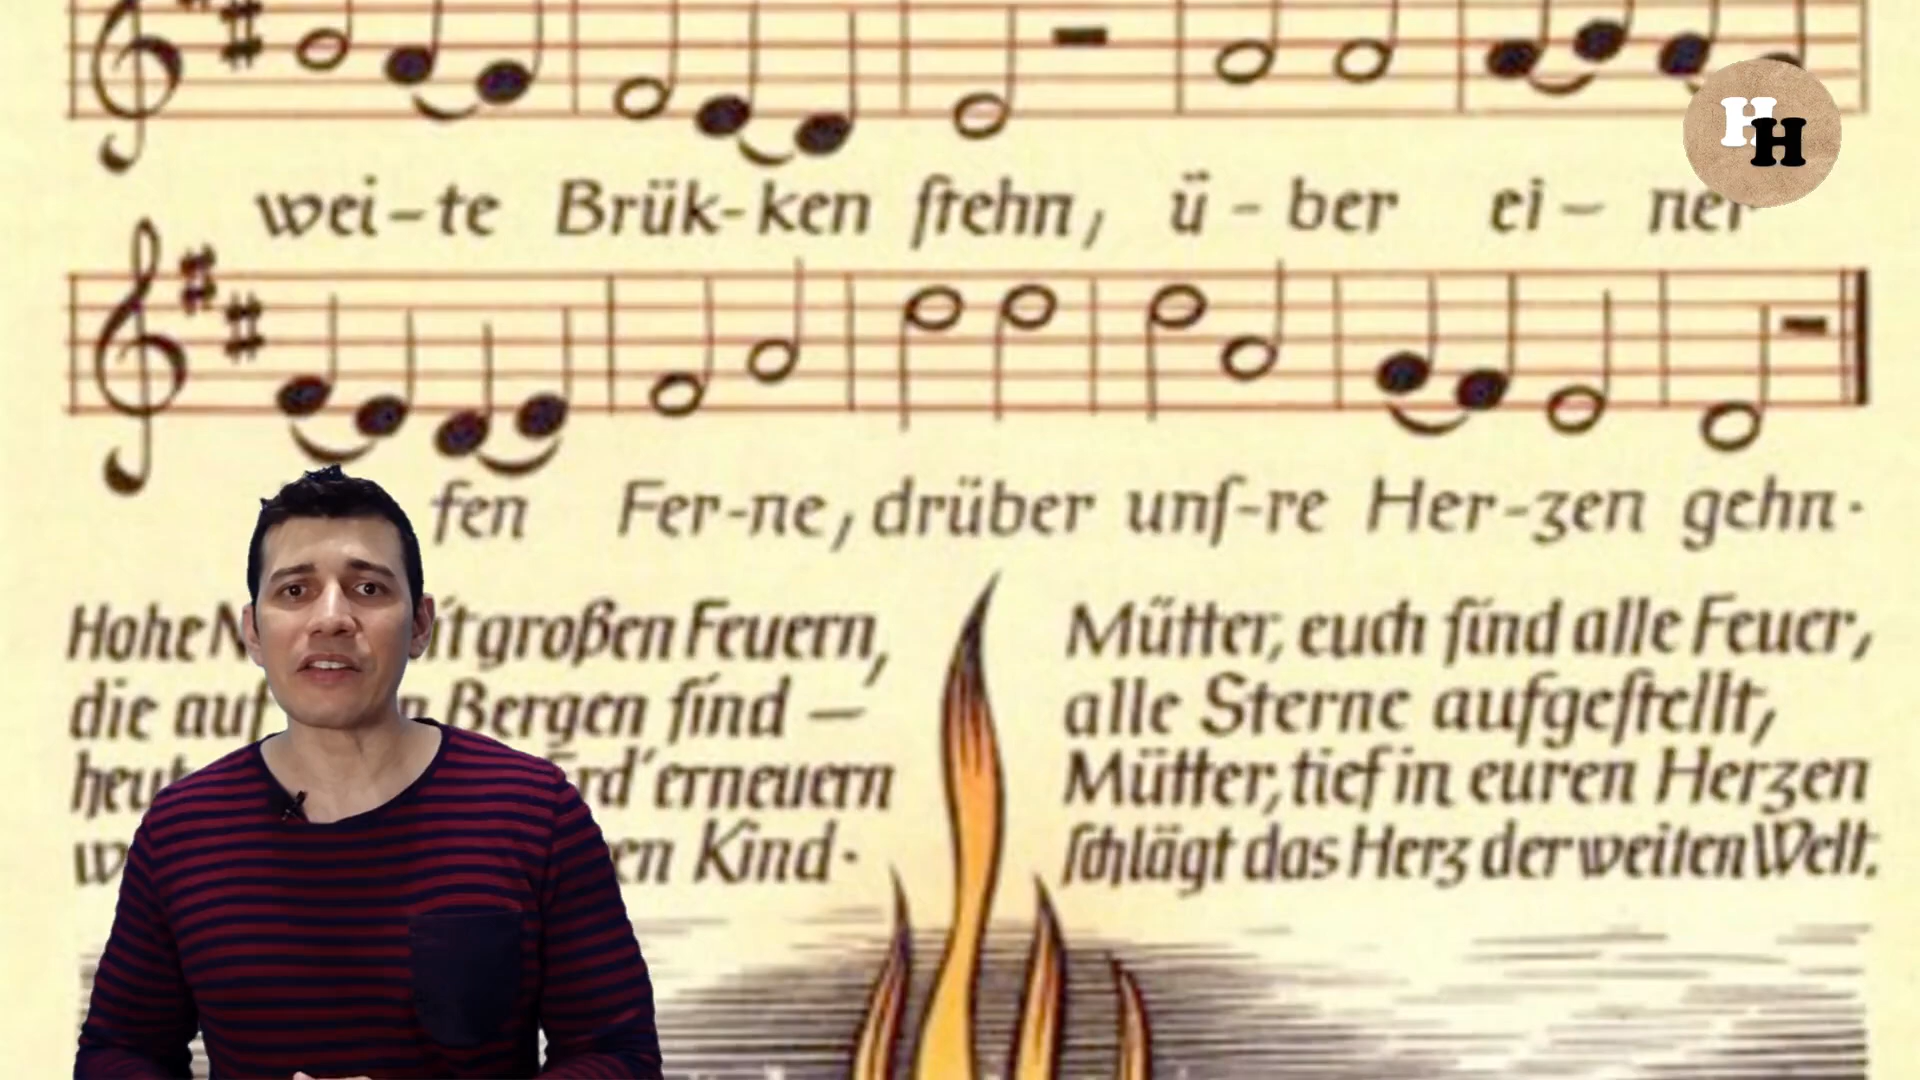 HH
wei-te Brük-ken ſtehn, ü-ber ei- ner
fen Fer-ne, drüber unſ-re Her-zen gehn.
Hohe großen Feuern,
die auf Bergen ſind —
Erd' erneuern
Kind.
Mütter, euch ſind alle Feuer,
alle Sterne aufgeſtellt,
Mütter, tief in euren Herzen
ſchlägt das Herz der weiten Welt.